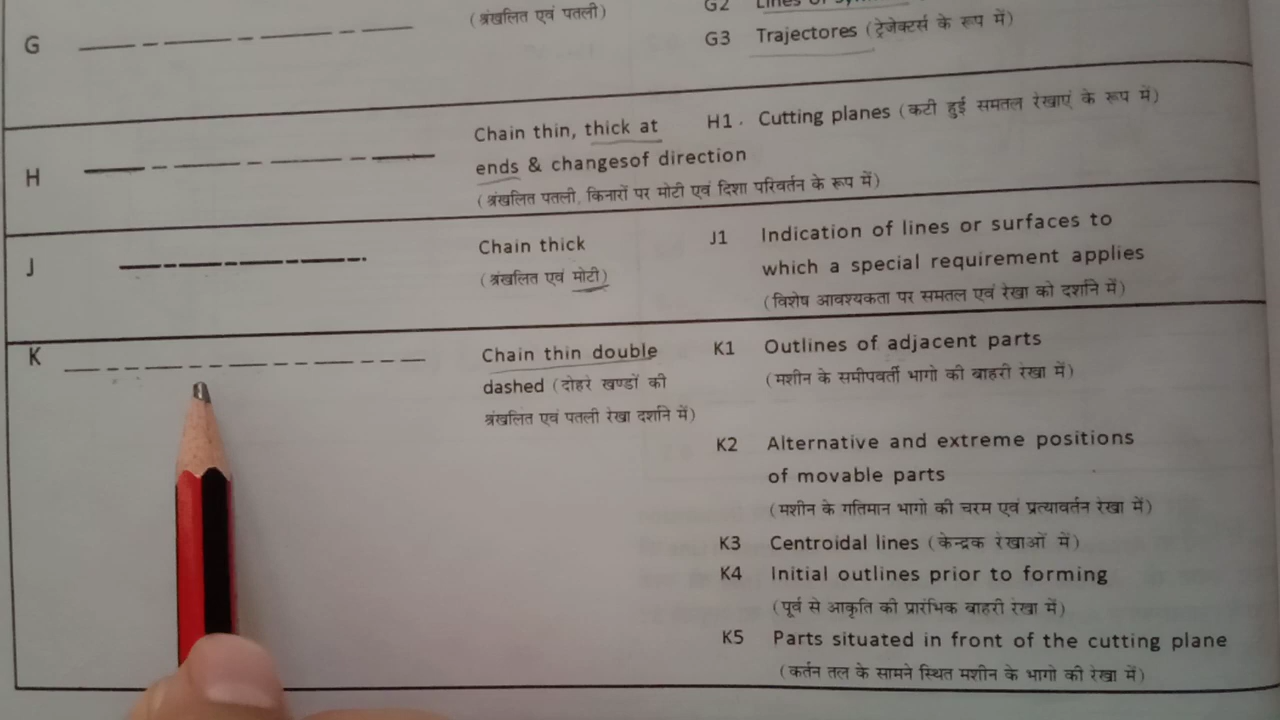 G
(श्रंखलित एवं पतली)
G2 Lines of
G3 Trajectores (ट्रेजेक्टर्स के रूप में)
H
Chain thin, thick at
ends & changesof direction
(श्रंखलित पतली, किनारों पर मोटी एवं दिशा परिवर्तन के रूप में)
H1. Cutting planes (कटी हुई समतल रेखाएं के रूप में)
J
Chain thick
(श्रंखलित एवं मोटी)
J1 Indication of lines or surfaces to
which a special requirement applies
(विशेष आवश्यकता पर समतल एवं रेखा को दर्शाने में)
K
Chain thin double
dashed (दोहरे खण्डों की
श्रंखलित एवं पतली रेखा दर्शाने में)
K1 Outlines of adjacent parts
(मशीन के समीपवर्ती भागो की बाहरी रेखा में)
K2 Alternative and extreme positions
of movable parts
(मशीन के गतिमान भागो की चरम एवं प्रत्यावर्तन रेखा में)
K3 Centroidal lines (केन्द्रक रेखाओं में)
K4 Initial outlines prior to forming
(पूर्व से आकृति की प्रारंभिक बाहरी रेखा में)
K5 Parts situated in front of the cutting plane
(कर्तन तल के सामने स्थित मशीन के भागो की रेखा में)